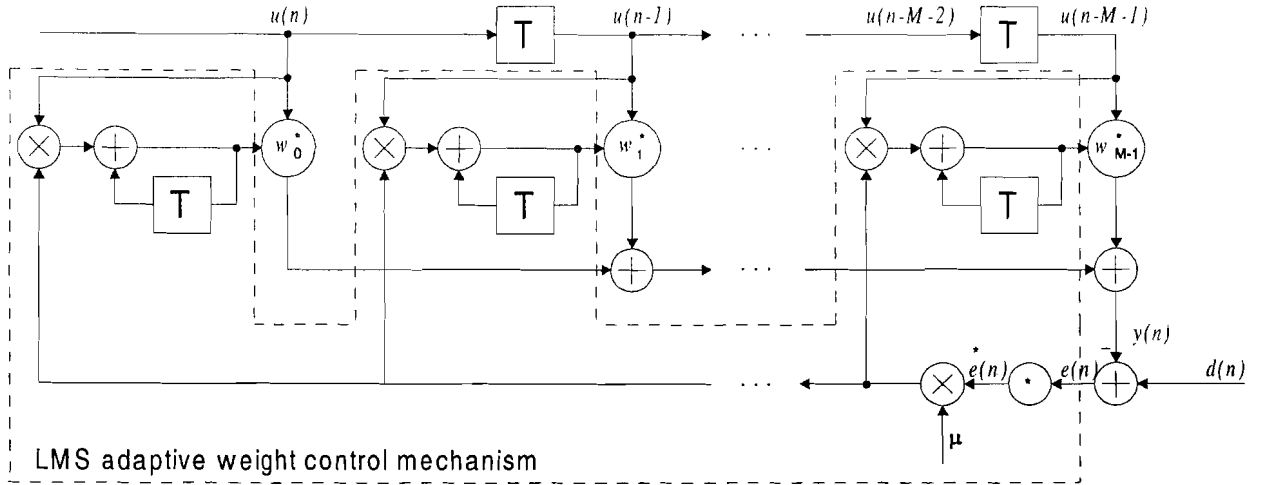 u(n) T u(n-1) · · · u(n-M-2) T u(n-M-1)
× + w*0 × + w*1 · · · × + w*M-1
T T T
+ · · · +
− y(n)
· · · × e*(n) * e(n) + d(n)
μ
LMS adaptive weight control mechanism